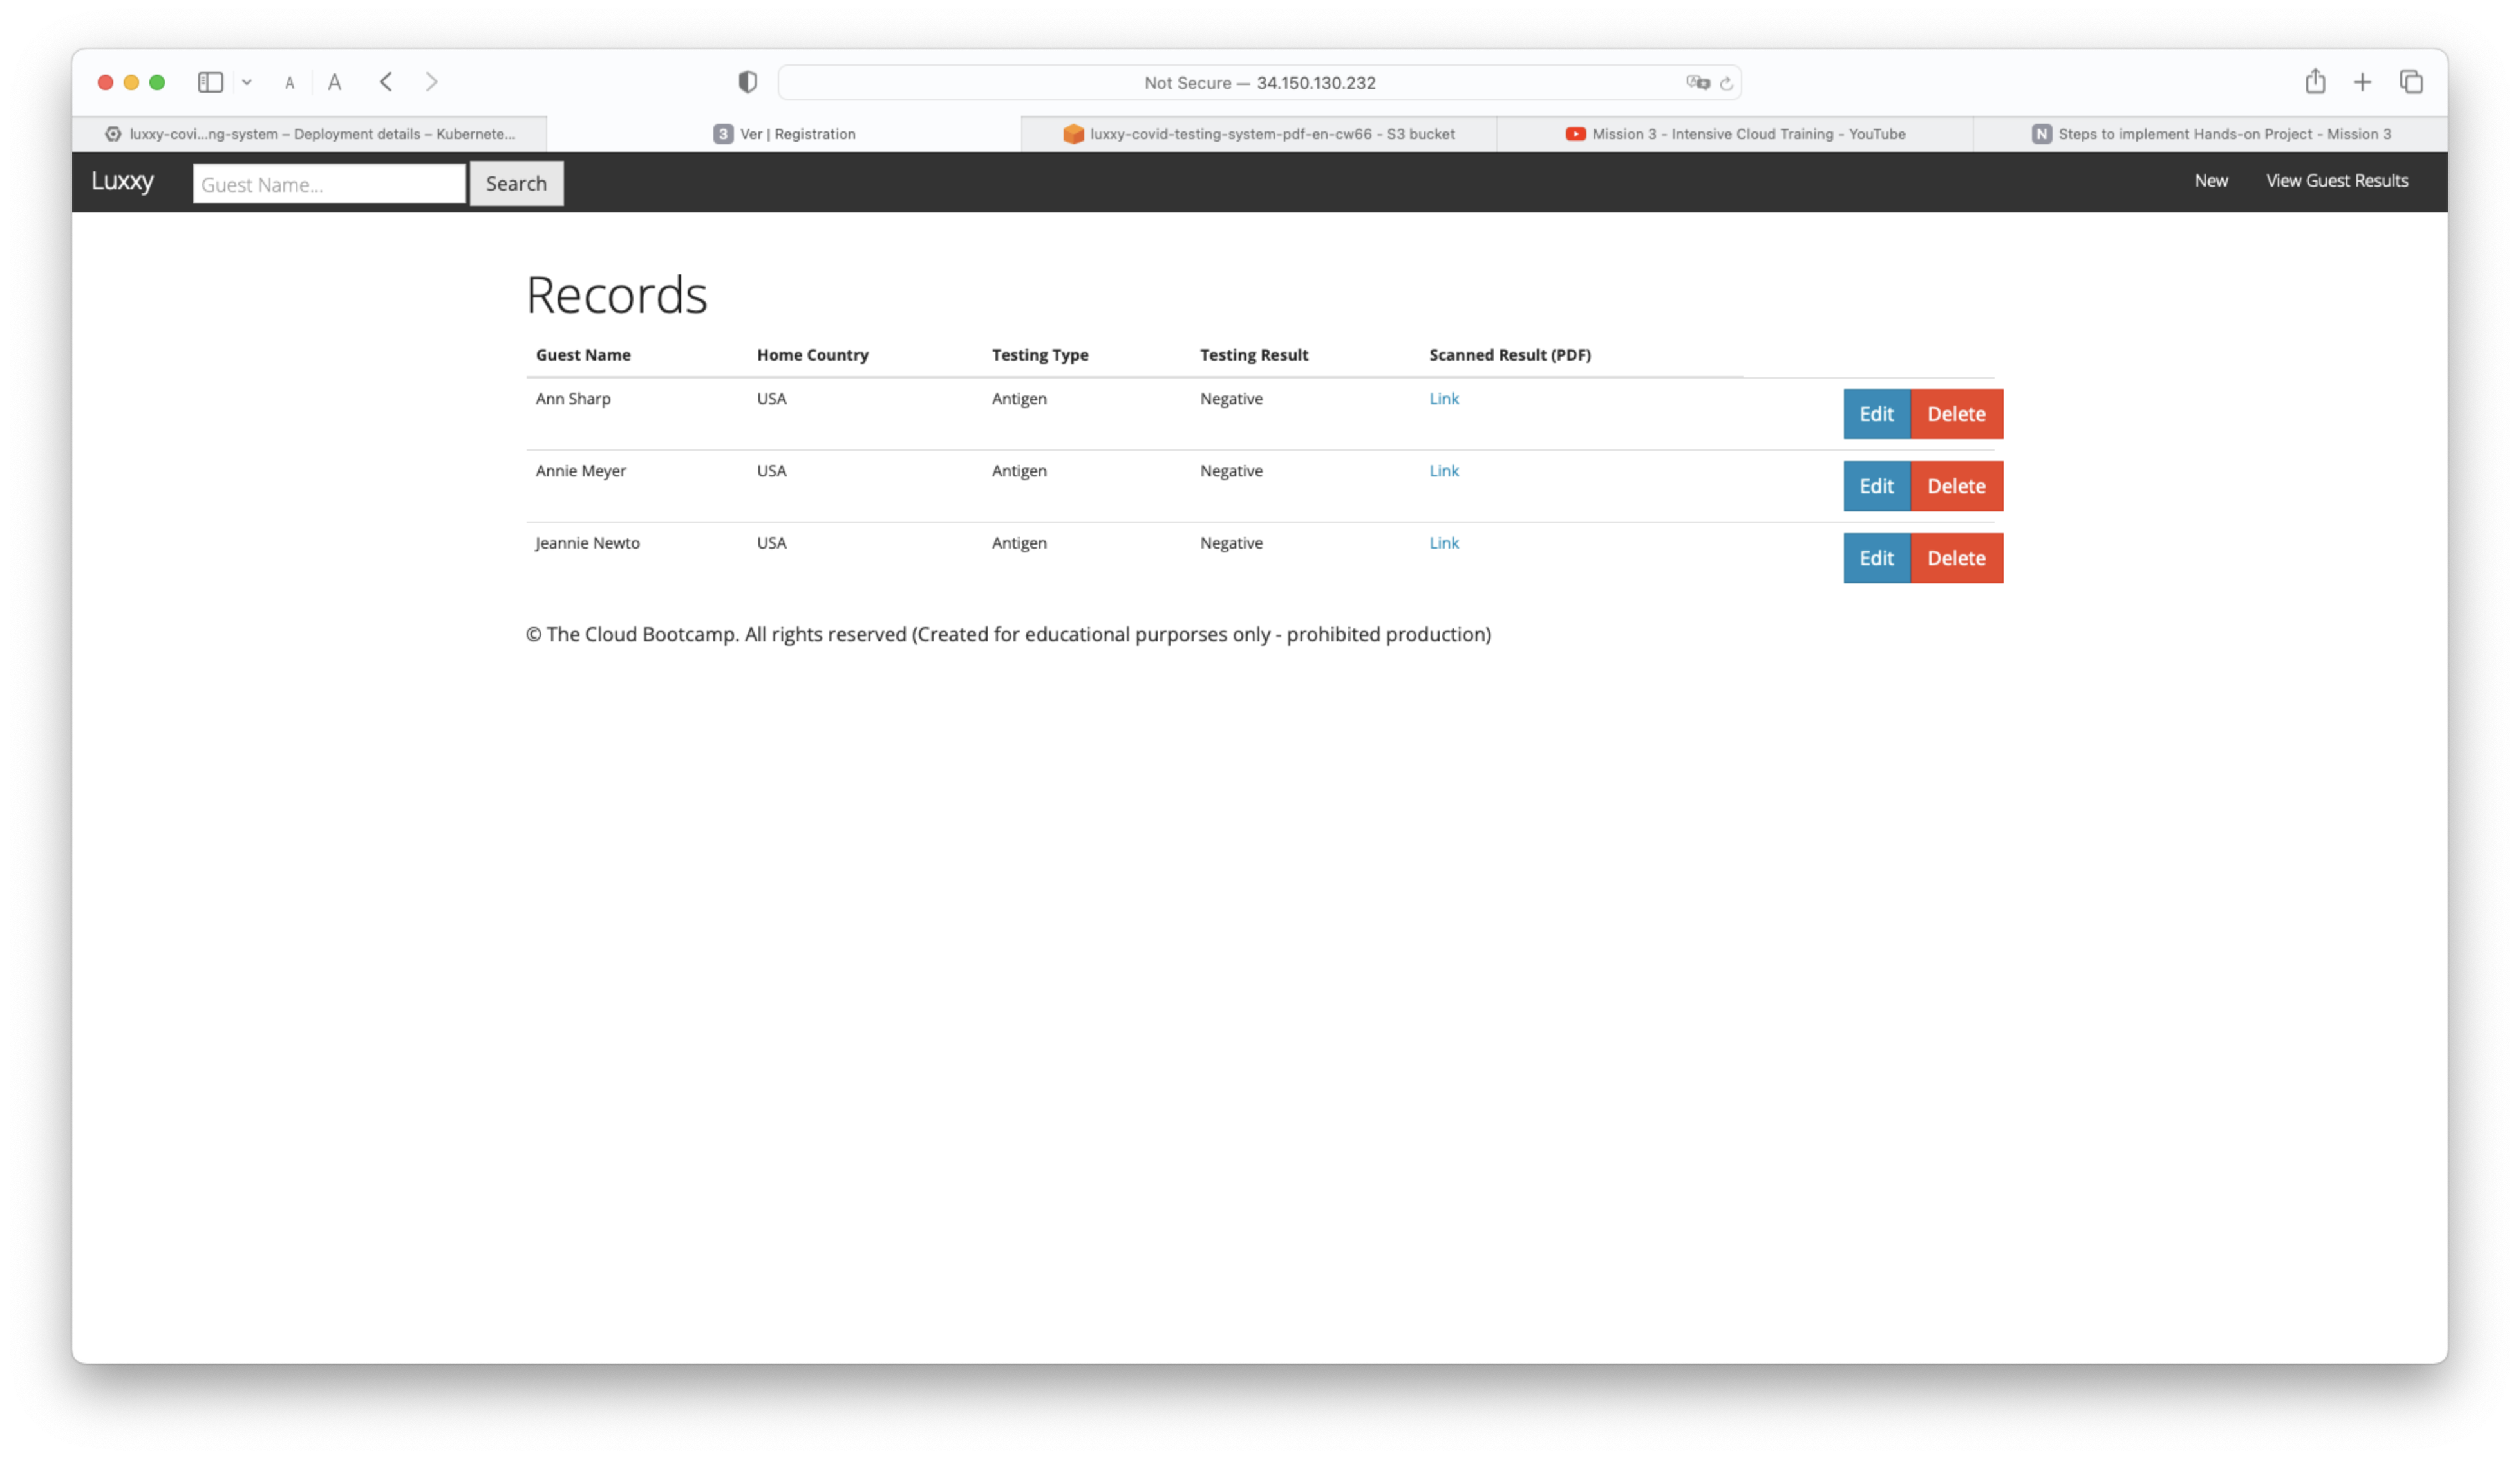 A A Not Secure — 34.150.130.232
luxxy-covi...ng-system – Deployment details – Kubernete... 3 Ver | Registration luxxy-covid-testing-system-pdf-en-cw66 - S3 bucket Mission 3 - Intensive Cloud Training - YouTube N Steps to implement Hands-on Project - Mission 3
Luxxy Guest Name... Search New View Guest Results
Records
Guest Name Home Country Testing Type Testing Result Scanned Result (PDF)
Ann Sharp USA Antigen Negative Link Edit Delete
Annie Meyer USA Antigen Negative Link Edit Delete
Jeannie Newto USA Antigen Negative Link Edit Delete
© The Cloud Bootcamp. All rights reserved (Created for educational purporses only - prohibited production)